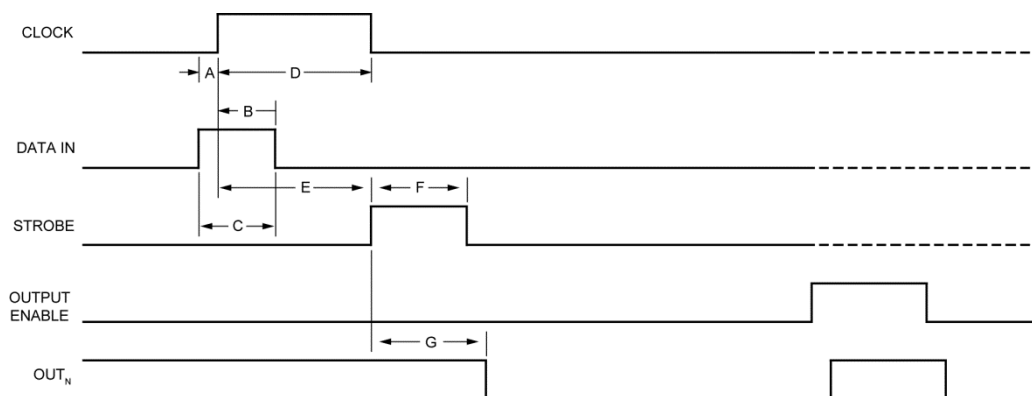 CLOCK
A
D
B
DATA IN
E
F
C
STROBE
OUTPUT
ENABLE
G
OUTN